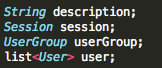 String description;
Session session;
UserGroup userGroup;
list<User> user;